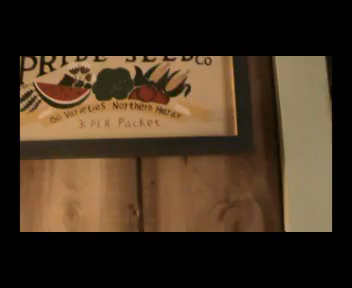 PRIDE SEED CO
150 Varieties Northern Hardy
3¢ PER Packet